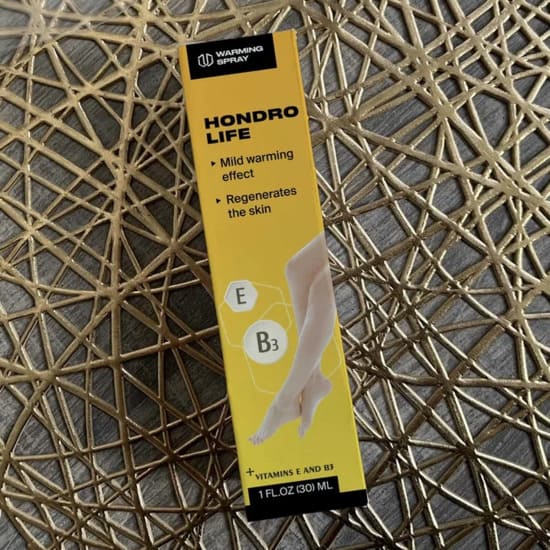 WARMING
SPRAY
HONDRO
LIFE
▸ Mild warming
effect
▸ Regenerates
the skin
E
B3
+VITAMINS E AND B3
1 FL.OZ (30) ML